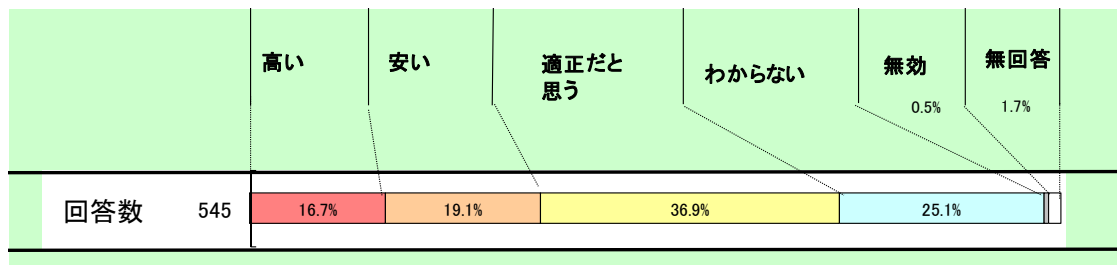 高い
安い
適正だと
思う
わからない
無効
無回答
0.5%
1.7%
回答数 545
16.7%
19.1%
36.9%
25.1%